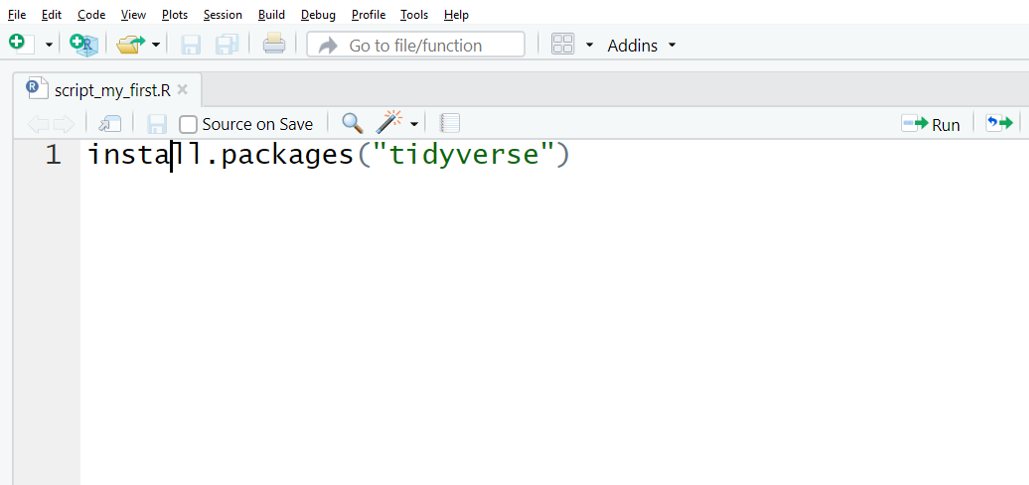 File Edit Code View Plots Session Build Debug Profile Tools Help
Go to file/function Addins
script_my_first.R
Source on Save Run
1 install.packages("tidyverse")